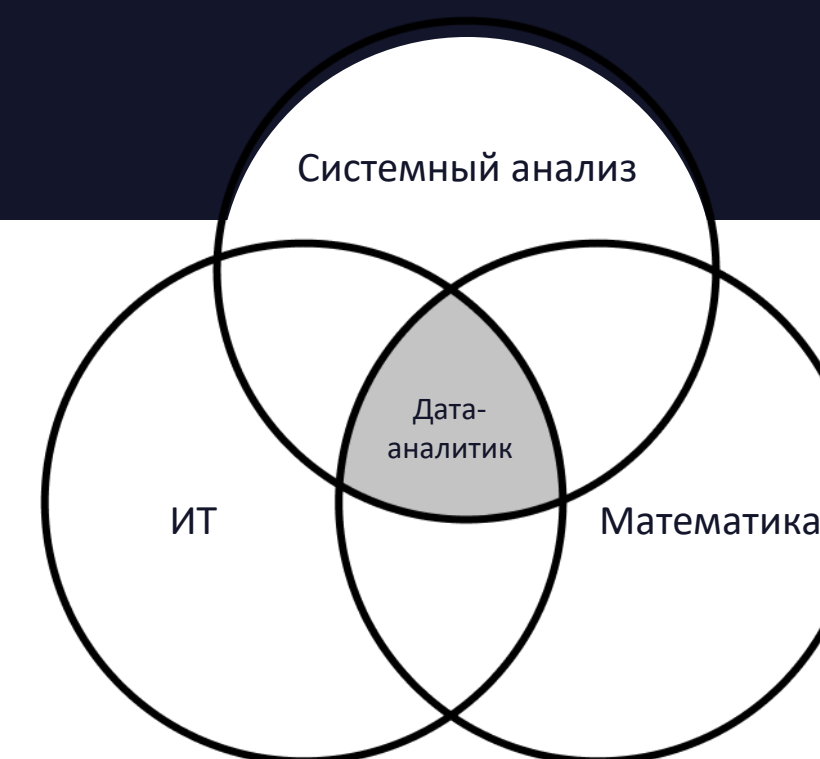 Системный анализ
Дата-
аналитик
ИТ
Математика